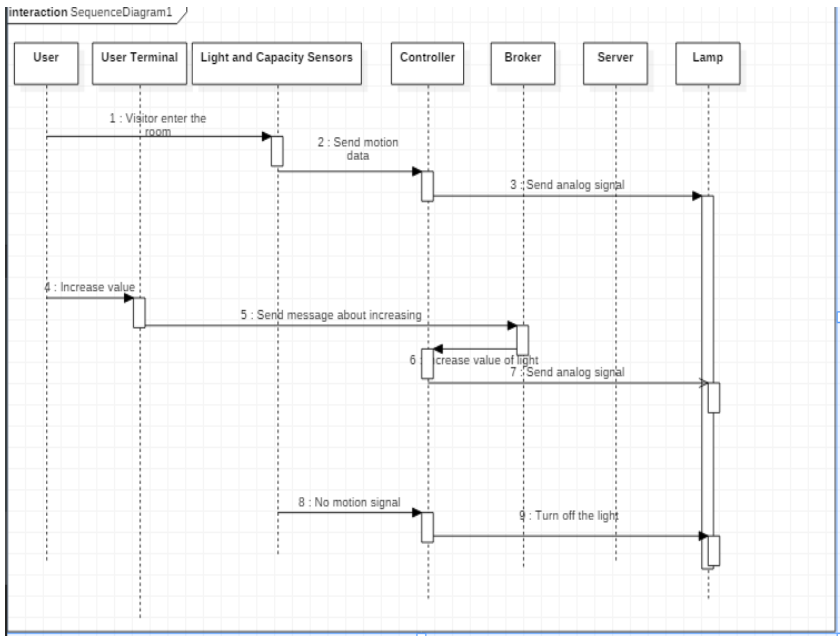 interaction SequenceDiagram1
User
User Terminal
Light and Capacity Sensors
Controller
Broker
Server
Lamp
1 : Visitor enter the
room
2 : Send motion
data
3 : Send analog signal
4 : Increase value
5 : Send message about increasing
6 : crease value of light
7 : Send analog signal
8 : No motion signal
9 : Turn off the light